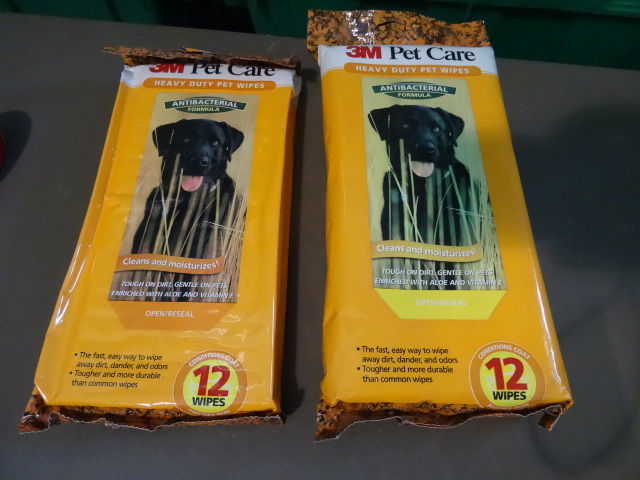 3M Pet Care
HEAVY DUTY PET WIPES
ANTIBACTERIAL
FORMULA
Cleans and moisturizes!
TOUGH ON DIRT, GENTLE ON PETS
ENRICHED WITH ALOE AND VITAMIN E
OPEN/RESEAL
• The fast, easy way to wipe
away dirt, dander, and odors
• Tougher and more durable
than common wipes
CONDITIONS COAT
12
WIPES
3M Pet Care
HEAVY DUTY PET WIPES
ANTIBACTERIAL
FORMULA
Cleans and moisturizes!
TOUGH ON DIRT, GENTLE ON PETS
ENRICHED WITH ALOE AND VITAMIN E
OPEN/RESEAL
• The fast, easy way to wipe
away dirt, dander, and odors
• Tougher and more durable
than common wipes
CONDITIONS COAT
12
WIPES